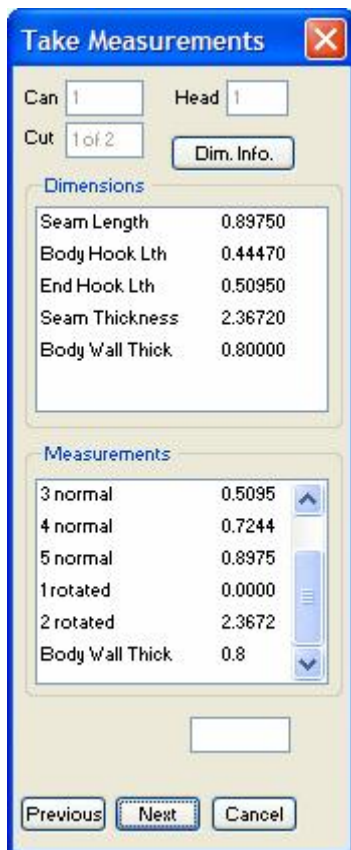 Take Measurements
Can 1 Head 1
Cut 1 of 2 Dim. Info.
Dimensions
Seam Length 0.89750
Body Hook Lth 0.44470
End Hook Lth 0.50950
Seam Thickness 2.36720
Body Wall Thick 0.80000
Measurements
3 normal 0.5095
4 normal 0.7244
5 normal 0.8975
1 rotated 0.0000
2 rotated 2.3672
Body Wall Thick 0.8
Previous Next Cancel